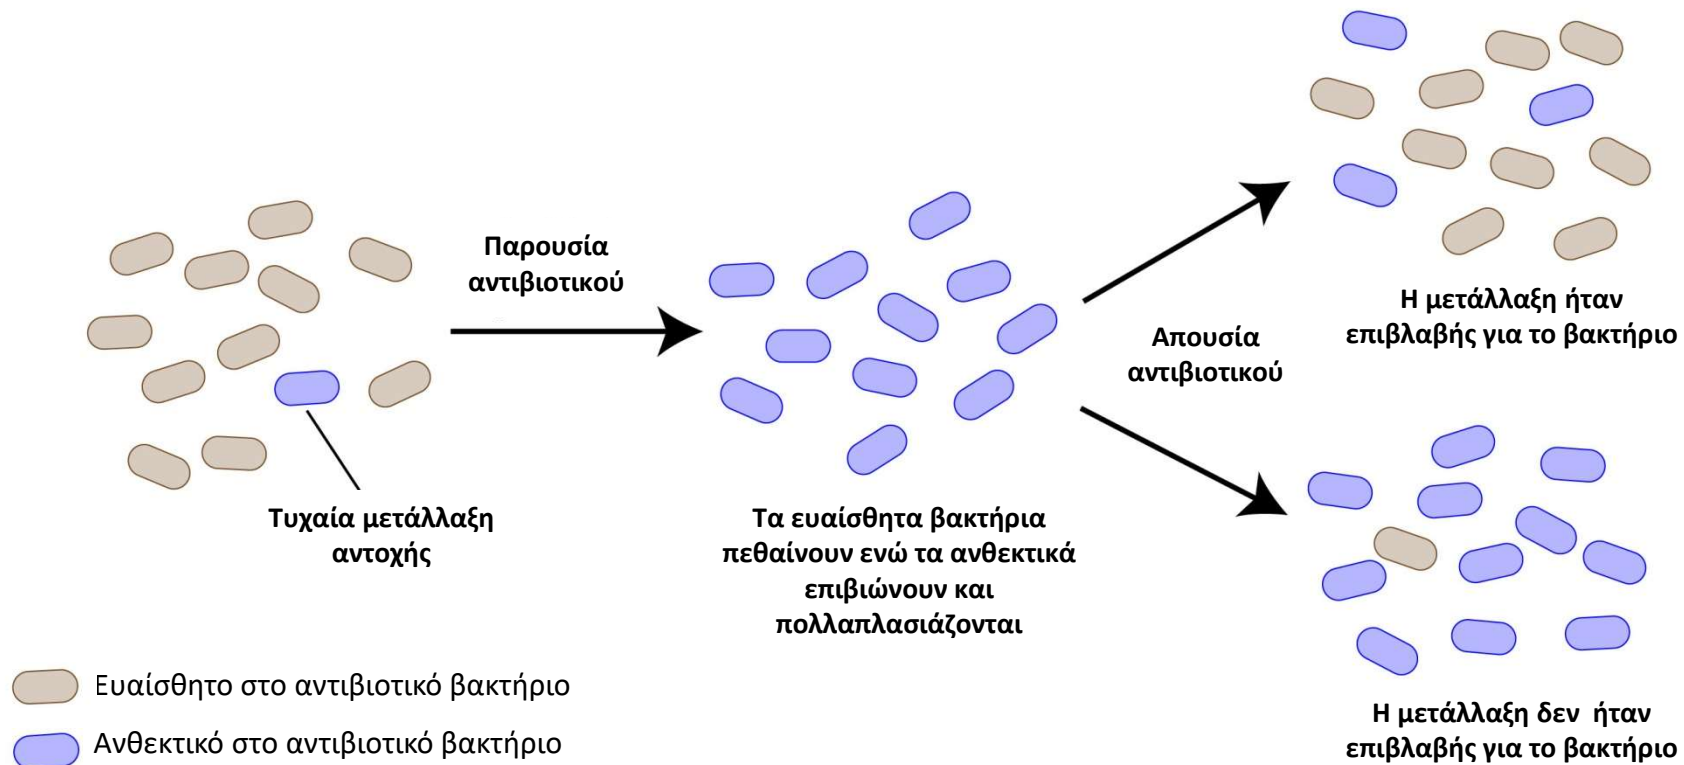 Παρουσία
αντιβιοτικού
Τυχαία μετάλλαξη
αντοχής
Τα ευαίσθητα βακτήρια
πεθαίνουν ενώ τα ανθεκτικά
επιβιώνουν και
πολλαπλασιάζονται
Απουσία
αντιβιοτικού
Η μετάλλαξη ήταν
επιβλαβής για το βακτήριο
Η μετάλλαξη δεν ήταν
επιβλαβής για το βακτήριο
Ευαίσθητο στο αντιβιοτικό βακτήριο
Ανθεκτικό στο αντιβιοτικό βακτήριο